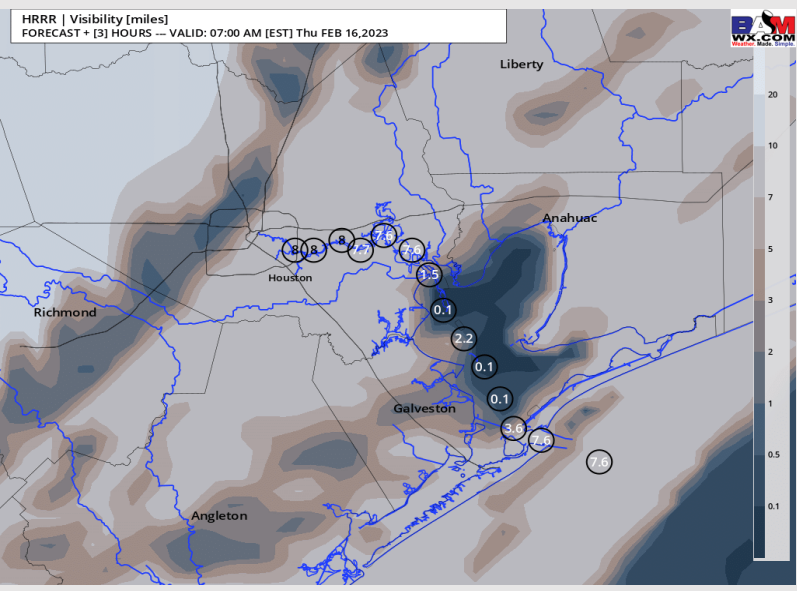 HRRR | Visibility [miles]
FORECAST + [3] HOURS --- VALID: 07:00 AM [EST] Thu FEB 16,2023
BAM
WX.COM
Weather. Made. Simple.
Liberty
20
10
7
Anahuac
8 8 8 7.7 7.6 7.6
5
Houston
1.5
3
Richmond
0.1
2.2
2
0.1
1
Galveston
0.1
3.6
7.6
0.5
7.6
0.1
Angleton